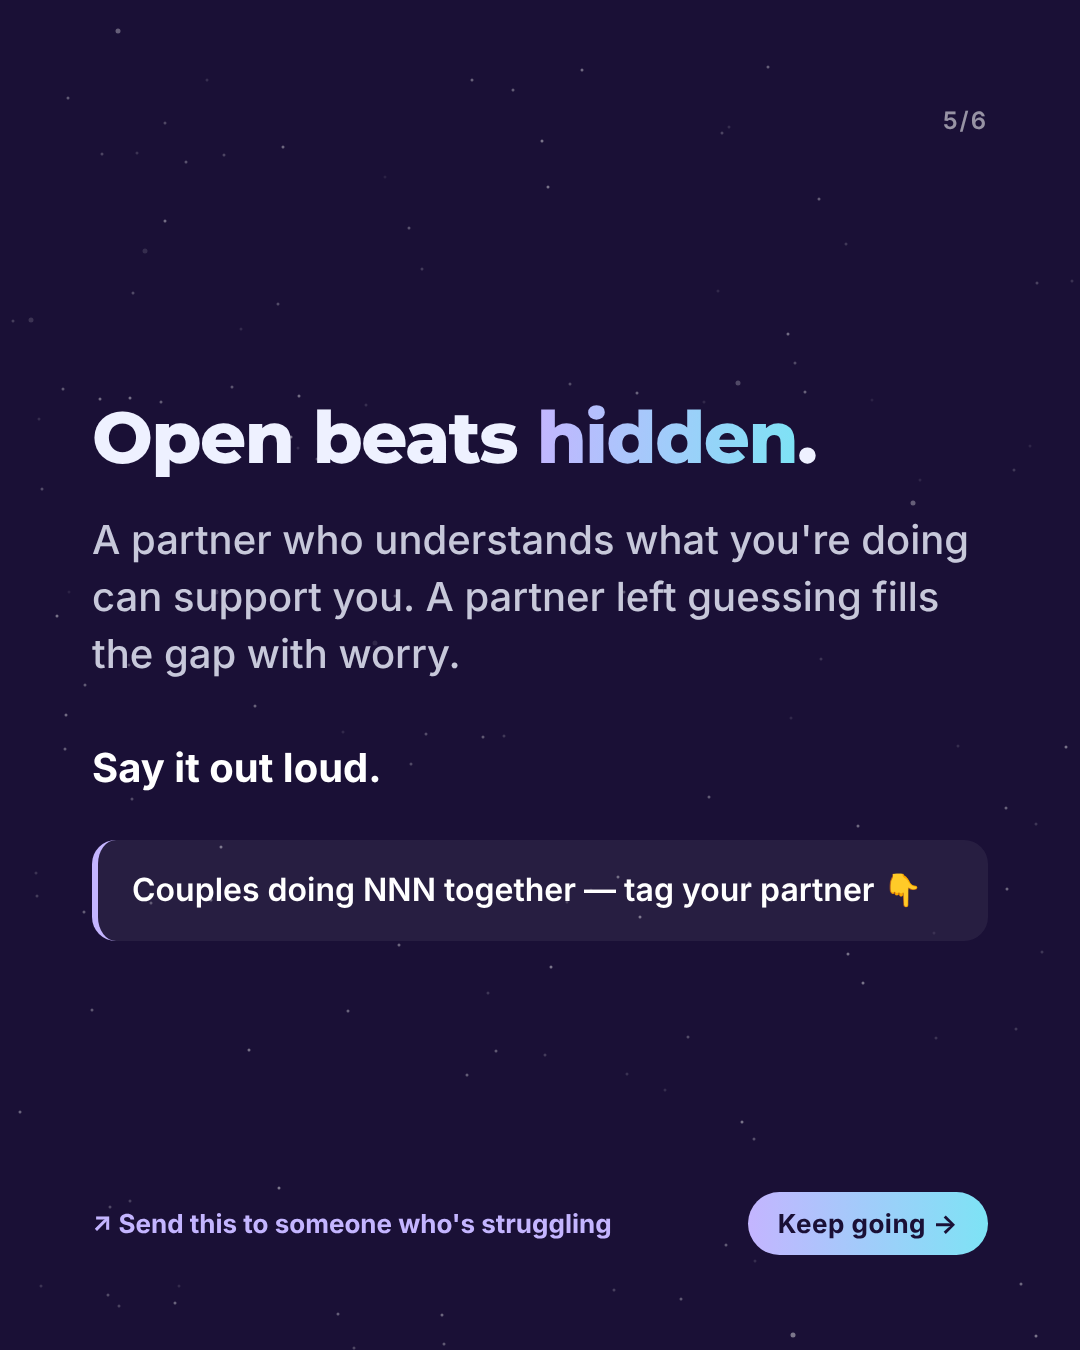 5/6
Open beats hidden.
A partner who understands what you're doing
can support you. A partner left guessing fills
the gap with worry.
Say it out loud.
Couples doing NNN together — tag your partner 👇
↗ Send this to someone who's struggling
Keep going →